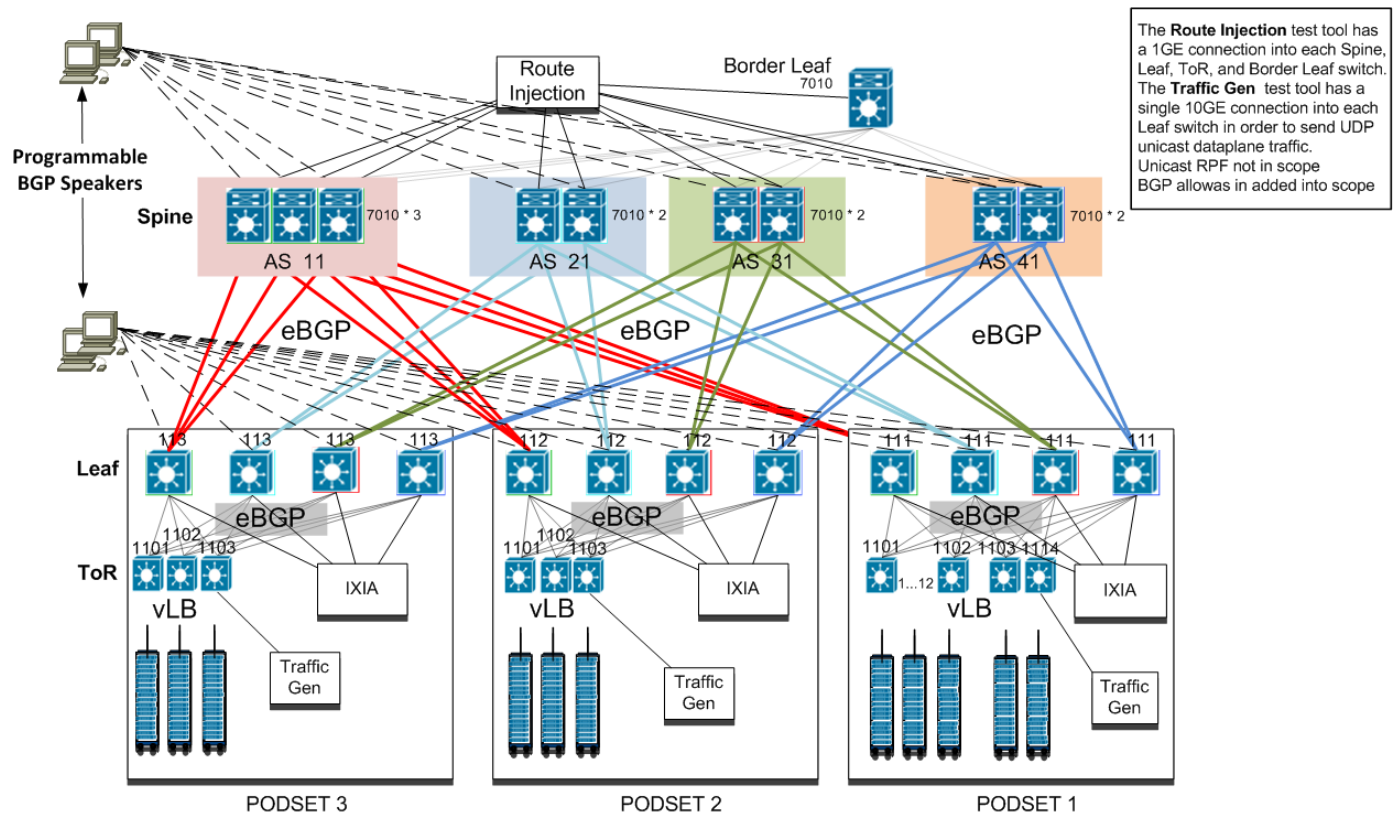 The Route Injection test tool has
a 1GE connection into each Spine,
Leaf, ToR, and Border Leaf switch.
The Traffic Gen test tool has a
single 10GE connection into each
Leaf switch in order to send UDP
unicast dataplane traffic.
Unicast RPF not in scope
BGP allowas in added into scope
Route
Injection
Border Leaf
7010
Programmable
BGP Speakers
Spine
7010 * 3
7010 * 2
7010 * 2
7010 * 2
AS 11
AS 21
AS 31
AS 41
eBGP
eBGP
eBGP
Leaf
113
113
113
113
112
112
112
112
111
111
111
111
eBGP
eBGP
eBGP
ToR
1101
1102
1103
1101
1102
1103
1101
1102
1103
1114
1...12
IXIA
IXIA
IXIA
vLB
vLB
vLB
Traffic
Gen
Traffic
Gen
Traffic
Gen
PODSET 3
PODSET 2
PODSET 1